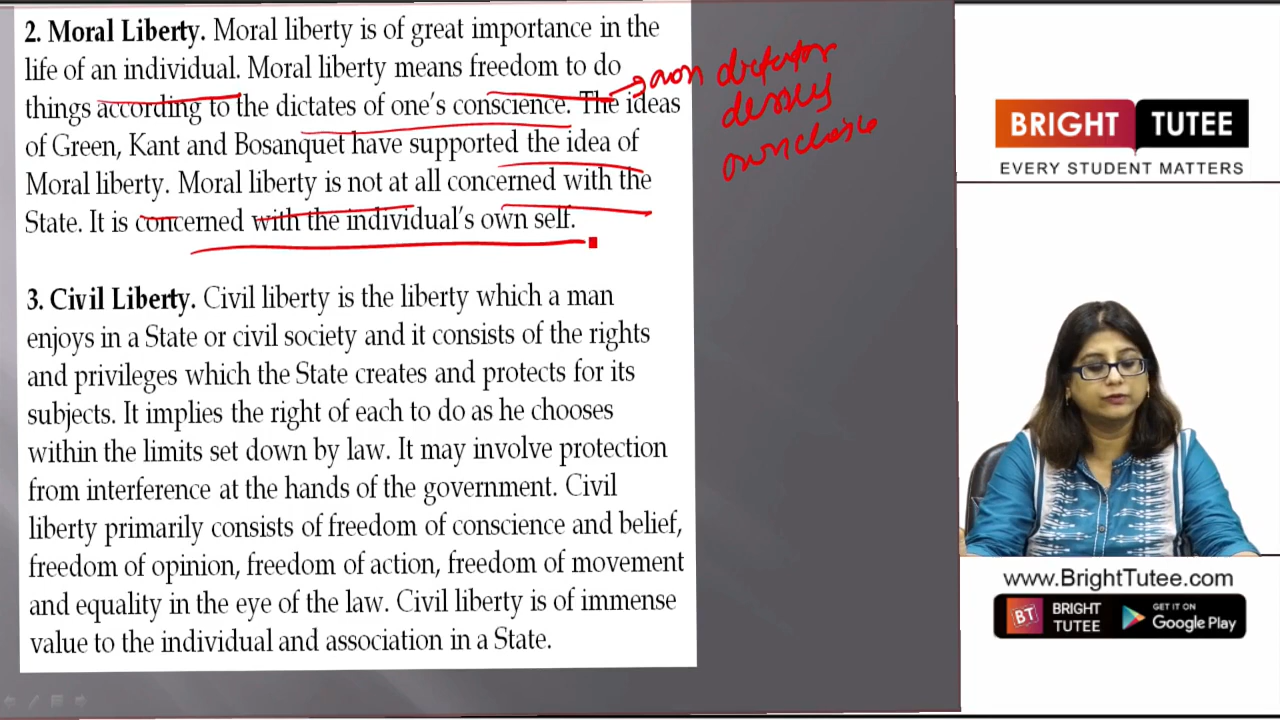 2. Moral Liberty. Moral liberty is of great importance in the
life of an individual. Moral liberty means freedom to do
things according to the dictates of one's conscience. The ideas
of Green, Kant and Bosanquet have supported the idea of
Moral liberty. Moral liberty is not at all concerned with the
State. It is concerned with the individual's own self.
non dictator
own choice
3. Civil Liberty. Civil liberty is the liberty which a man
enjoys in a State or civil society and it consists of the rights
and privileges which the State creates and protects for its
subjects. It implies the right of each to do as he chooses
within the limits set down by law. It may involve protection
from interference at the hands of the government. Civil
liberty primarily consists of freedom of conscience and belief,
freedom of opinion, freedom of action, freedom of movement
and equality in the eye of the law. Civil liberty is of immense
value to the individual and association in a State.
BRIGHT TUTEE
EVERY STUDENT MATTERS
www.BrightTutee.com
BT BRIGHT TUTEE
GET IT ON
Google Play